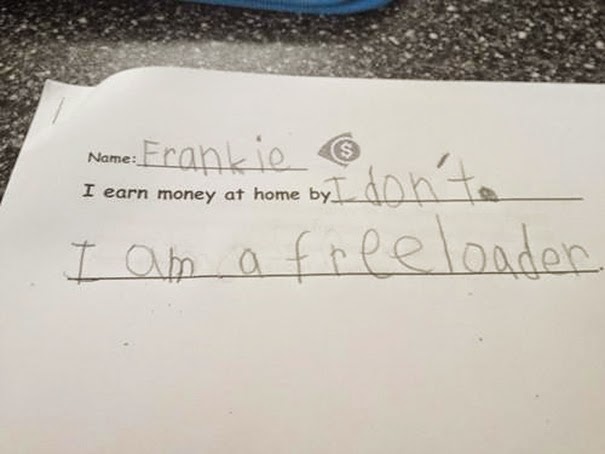 Name: Frankie $
I earn money at home by I don't.
I am a freeloader.